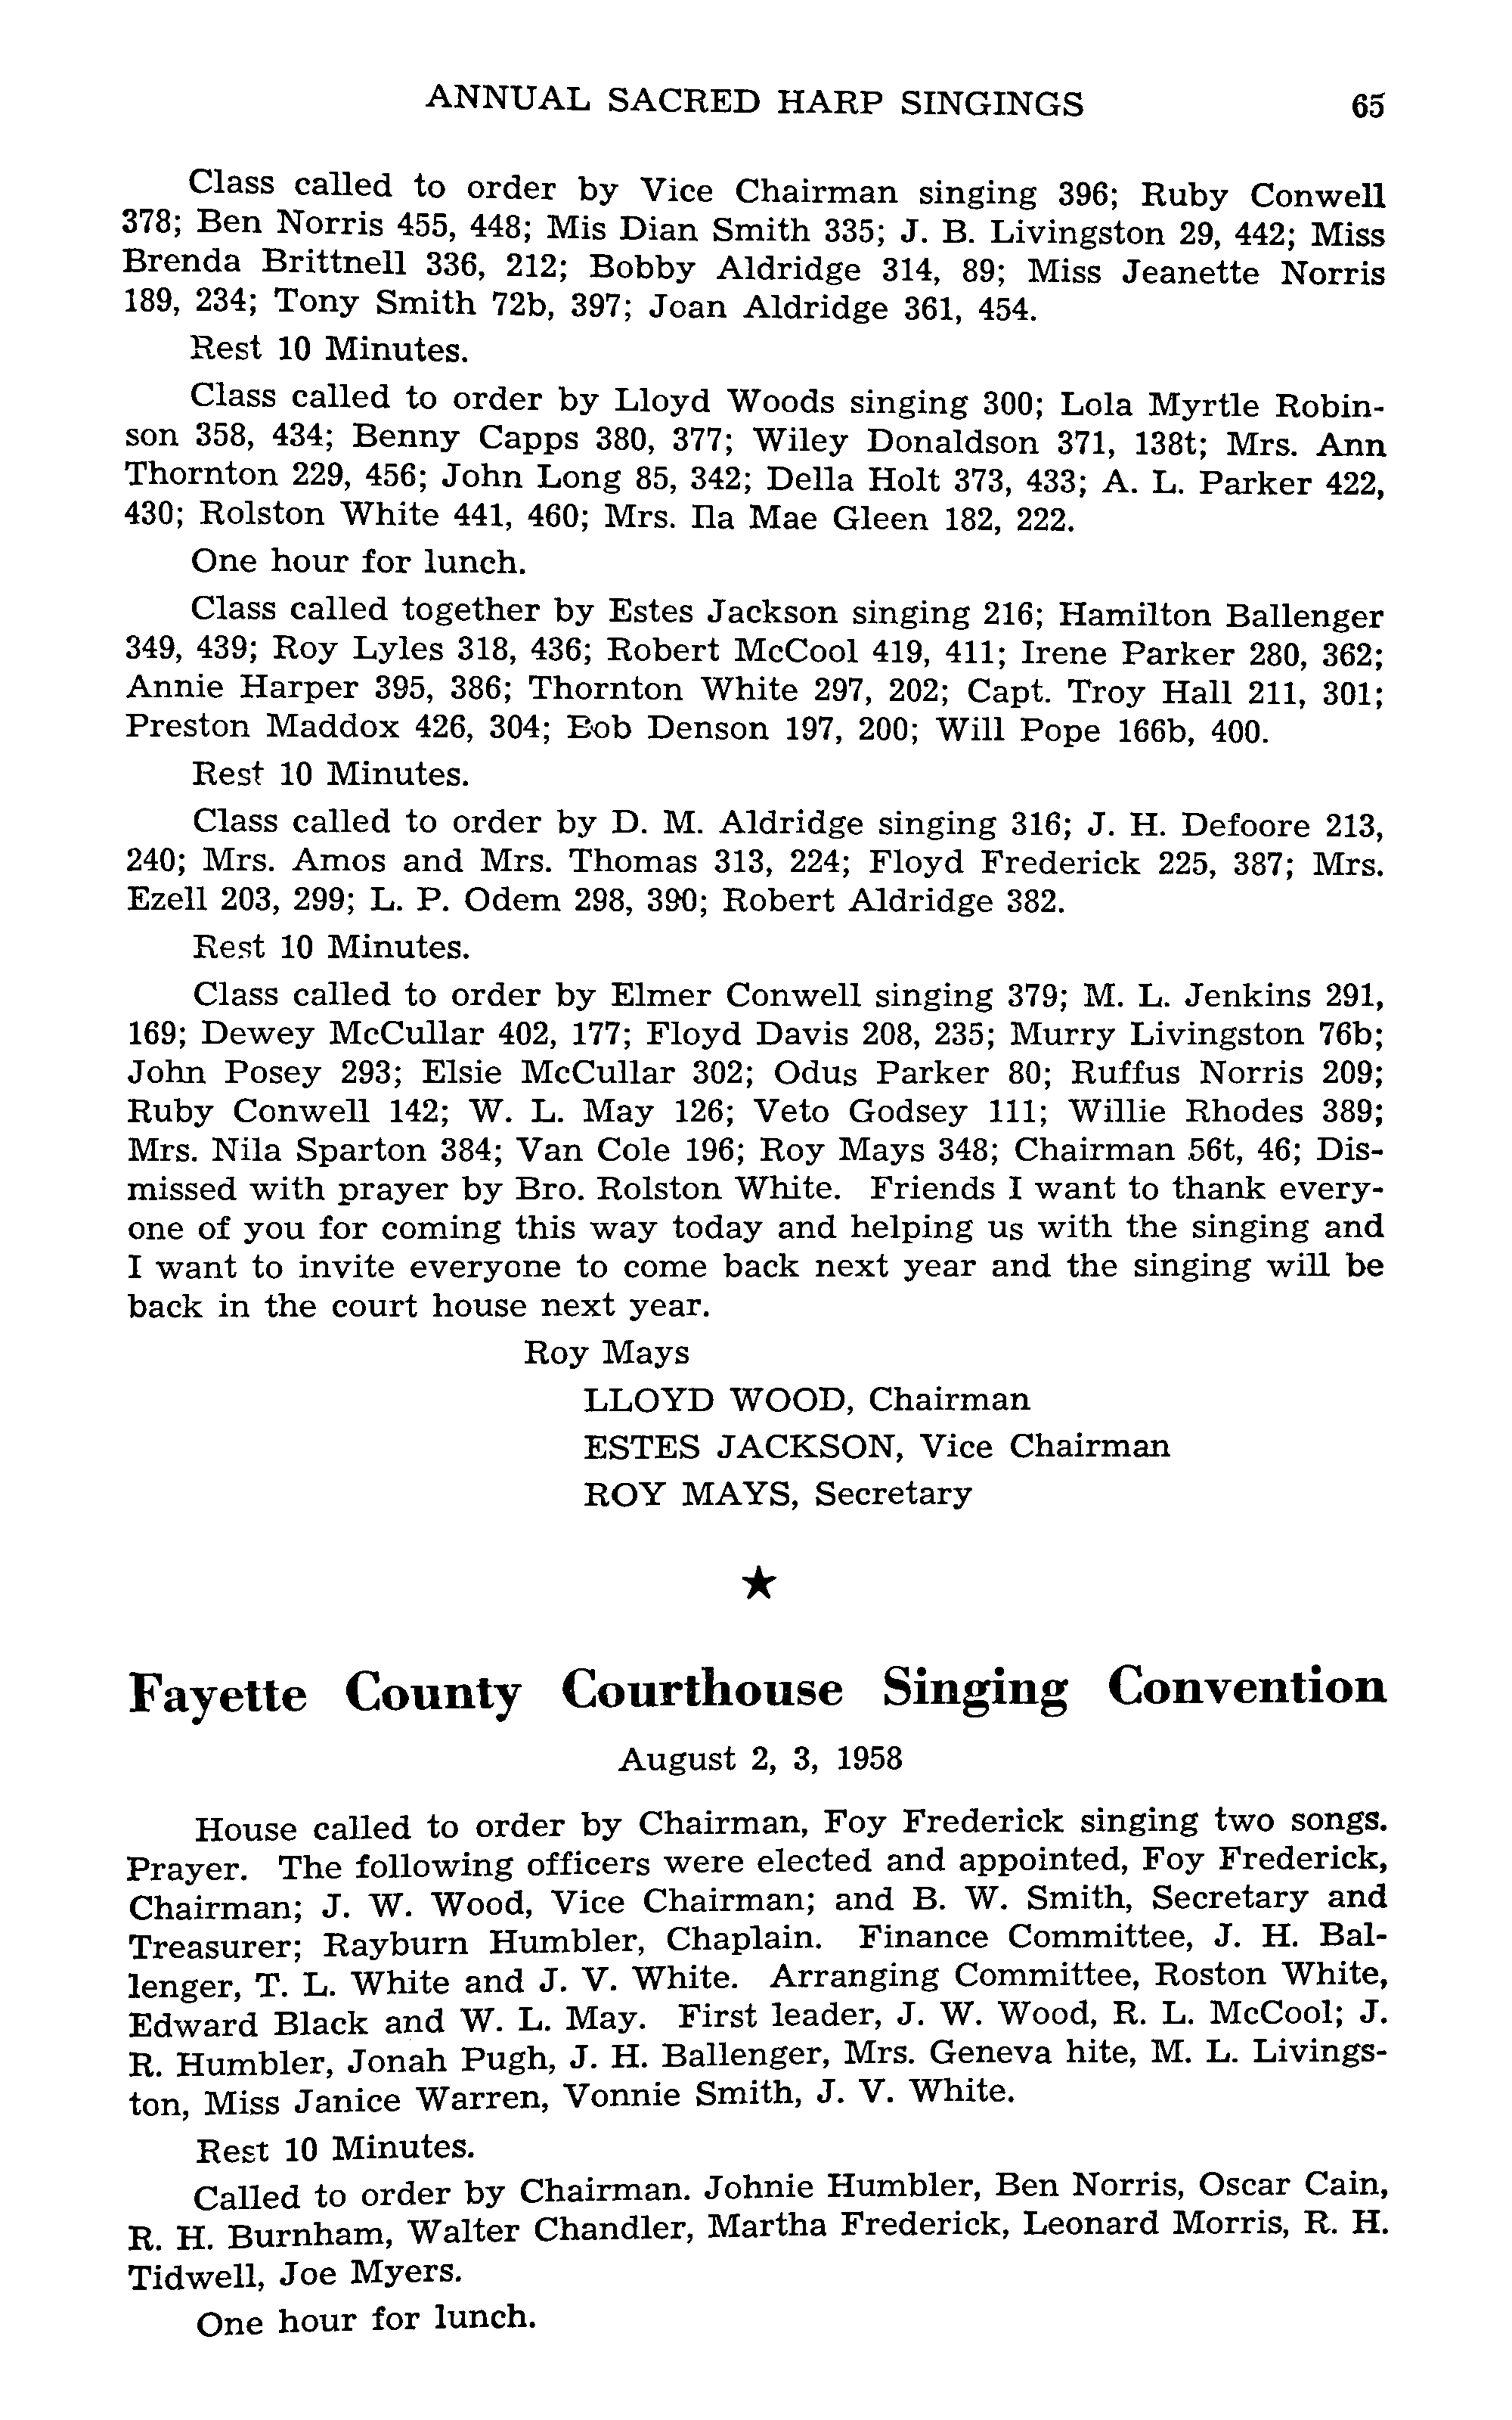 ANNUAL SACRED HARP SINGINGS 65
Class called to order by Vice Chairman singing 396; Ruby Conwell
378; Ben Norris 455, 448; Mis Dian Smith 335; J. B. Livingston 29, 442; Miss
Brenda Brittnell 336, 212; Bobby Aldridge 314, 89; Miss Jeanette Norris
189, 234; Tony Smith 72b, 397; Joan Aldridge 361, 454.
Rest 10 Minutes.
Class called to order by Lloyd Woods singing 300; Lola Myrtle Robin-
son 358, 434; Benny Capps 380, 377; Wiley Donaldson 371, 138t; Mrs. Ann
Thornton 229, 456; John Long 85, 342; Della Holt 373, 433; A. L. Parker 422,
430; Rolston White 441, 460; Mrs. Ila Mae Gleen 182, 222.
One hour for lunch.
Class called together by Estes Jackson singing 216; Hamilton Ballenger
349, 439; Roy Lyles 318, 436; Robert McCool 419, 411; Irene Parker 280, 362;
Annie Harper 395, 386; Thornton White 297, 202; Capt. Troy Hall 211, 301;
Preston Maddox 426, 304; Bob Denson 197, 200; Will Pope 166b, 400.
Rest 10 Minutes.
Class called to order by D. M. Aldridge singing 316; J. H. Defoore 213,
240; Mrs. Amos and Mrs. Thomas 313, 224; Floyd Frederick 225, 387; Mrs.
Ezell 203, 299; L. P. Odem 298, 390; Robert Aldridge 382.
Rest 10 Minutes.
Class called to order by Elmer Conwell singing 379; M. L. Jenkins 291,
169; Dewey McCullar 402, 177; Floyd Davis 208, 235; Murry Livingston 76b;
John Posey 293; Elsie McCullar 302; Odus Parker 80; Ruffus Norris 209;
Ruby Conwell 142; W. L. May 126; Veto Godsey 111; Willie Rhodes 389;
Mrs. Nila Sparton 384; Van Cole 196; Roy Mays 348; Chairman 56t, 46; Dis-
missed with prayer by Bro. Rolston White. Friends I want to thank every-
one of you for coming this way today and helping us with the singing and
I want to invite everyone to come back next year and the singing will be
back in the court house next year.
Roy Mays
LLOYD WOOD, Chairman
ESTES JACKSON, Vice Chairman
ROY MAYS, Secretary
★
Fayette County Courthouse Singing Convention
August 2, 3, 1958
House called to order by Chairman, Foy Frederick singing two songs.
Prayer. The following officers were elected and appointed, Foy Frederick,
Chairman; J. W. Wood, Vice Chairman; and B. W. Smith, Secretary and
Treasurer; Rayburn Humbler, Chaplain. Finance Committee, J. H. Bal-
lenger, T. L. White and J. V. White. Arranging Committee, Roston White,
Edward Black and W. L. May. First leader, J. W. Wood, R. L. McCool; J.
R. Humbler, Jonah Pugh, J. H. Ballenger, Mrs. Geneva hite, M. L. Livings-
ton, Miss Janice Warren, Vonnie Smith, J. V. White.
Rest 10 Minutes.
Called to order by Chairman. Johnie Humbler, Ben Norris, Oscar Cain,
R. H. Burnham, Walter Chandler, Martha Frederick, Leonard Morris, R. H.
Tidwell, Joe Myers.
One hour for lunch.